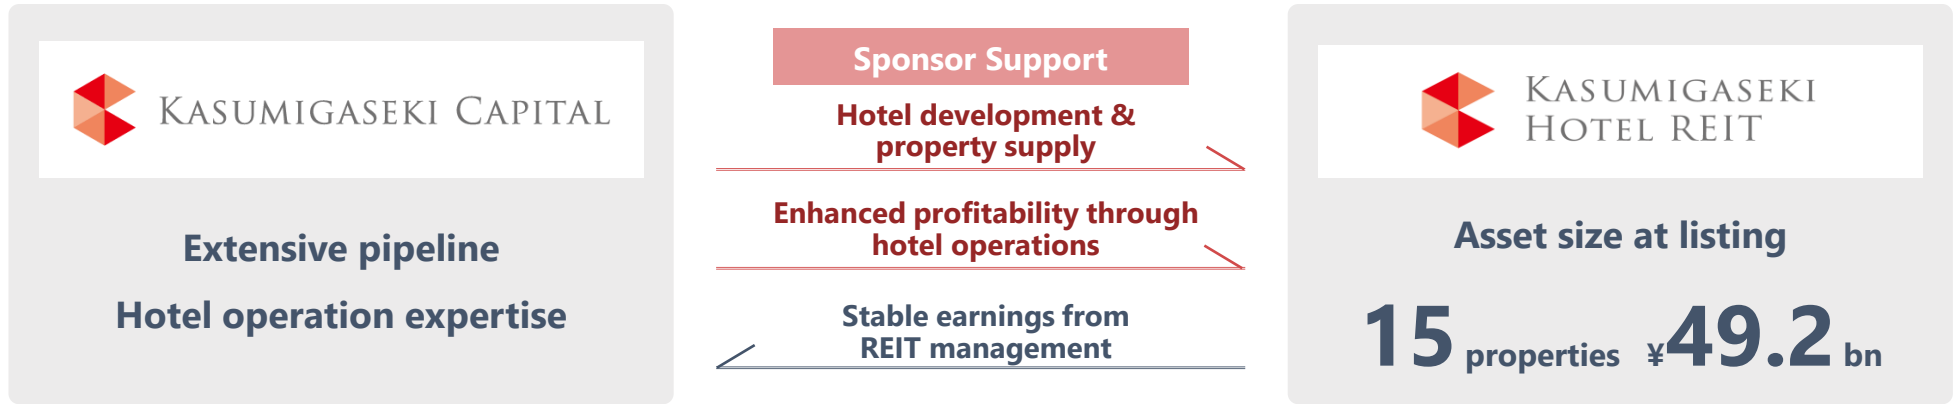 KASUMIGASEKI CAPITAL
Extensive pipeline
Hotel operation expertise
Sponsor Support
Hotel development &
property supply
Enhanced profitability through
hotel operations
Stable earnings from
REIT management
KASUMIGASEKI
HOTEL REIT
Asset size at listing
15 properties ¥49.2 bn